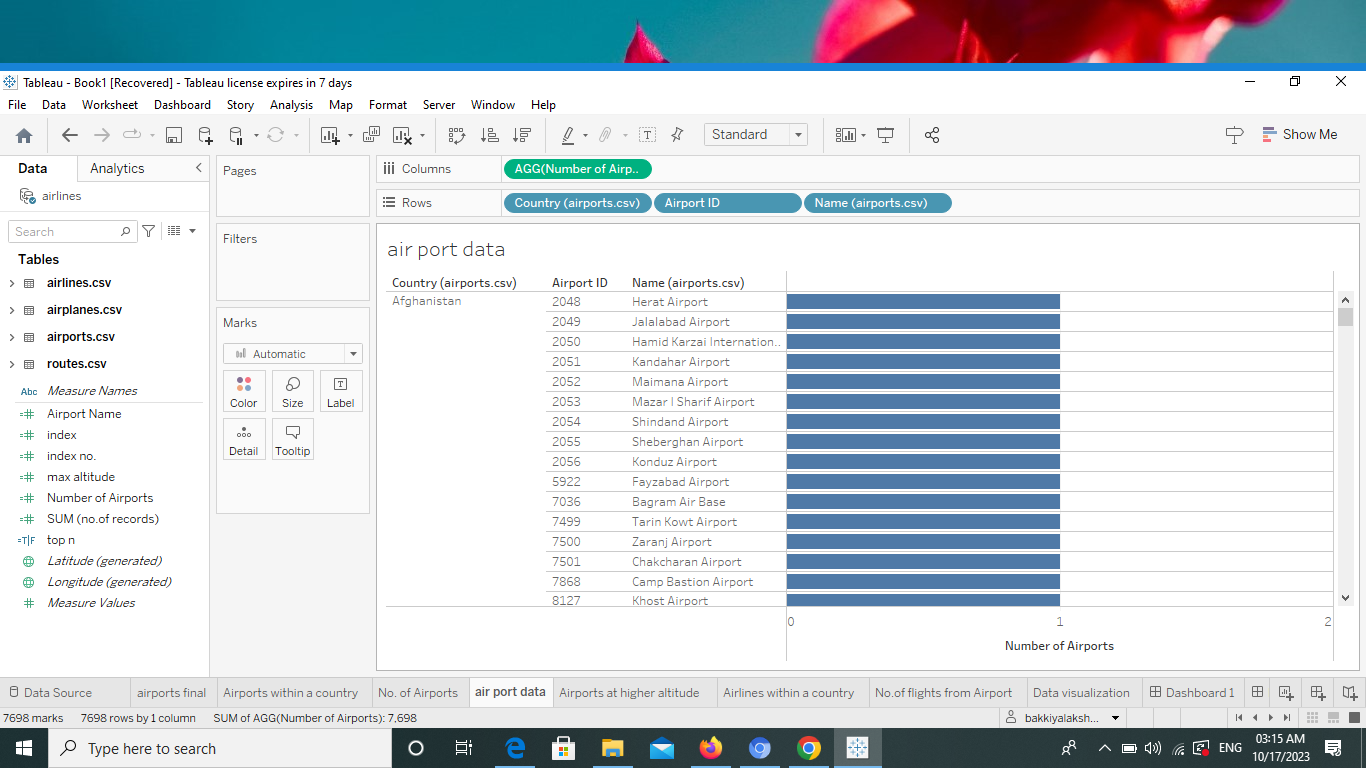 Tableau - Book1 [Recovered] - Tableau license expires in 7 days
File Data Worksheet Dashboard Story Analysis Map Format Server Window Help
Standard
Show Me
Data Analytics
airlines
Search
Tables
airlines.csv
airplanes.csv
airports.csv
routes.csv
Abc Measure Names
Airport Name
index
index no.
max altitude
Number of Airports
SUM (no.of records)
=T|F top n
Latitude (generated)
Longitude (generated)
Measure Values
Pages
Filters
Marks
Automatic
Color Size Label
Detail Tooltip
Columns AGG(Number of Airp..
Rows Country (airports.csv) Airport ID Name (airports.csv)
air port data
Country (airports.csv) Airport ID Name (airports.csv)
Afghanistan 2048 Herat Airport
2049 Jalalabad Airport
2050 Hamid Karzai Internation..
2051 Kandahar Airport
2052 Maimana Airport
2053 Mazar I Sharif Airport
2054 Shindand Airport
2055 Sheberghan Airport
2056 Konduz Airport
5922 Fayzabad Airport
7036 Bagram Air Base
7499 Tarin Kowt Airport
7500 Zaranj Airport
7501 Chakcharan Airport
7868 Camp Bastion Airport
8127 Khost Airport
0 1 2
Number of Airports
Data Source airports final Airports within a country No. of Airports air port data Airports at higher altitude Airlines within a country No.of flights from Airport Data visualization Dashboard 1
7698 marks 7698 rows by 1 column SUM of AGG(Number of Airports): 7,698 bakkiyalaksh...
Type here to search ENG 03:15 AM
10/17/2023